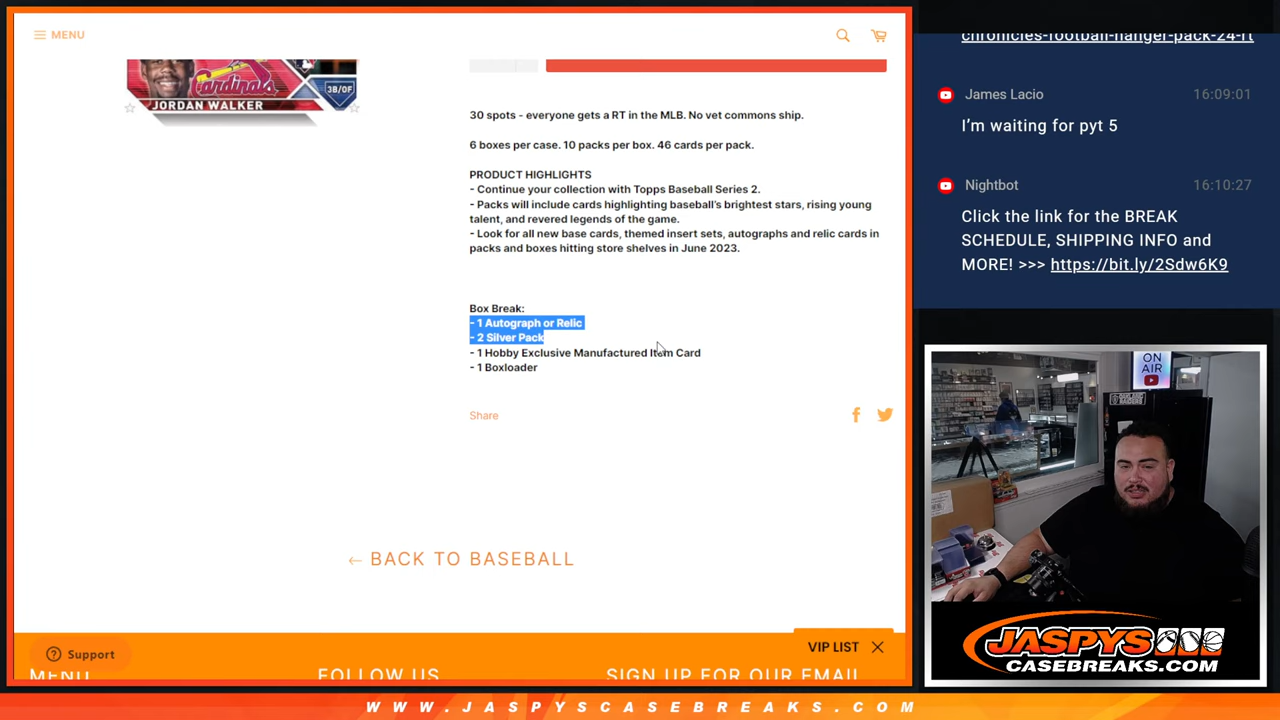 MENU
Cardinals
JORDAN WALKER
3B/OF
30 spots - everyone gets a RT in the MLB. No vet commons ship.
6 boxes per case. 10 packs per box. 46 cards per pack.
PRODUCT HIGHLIGHTS
- Continue your collection with Topps Baseball Series 2.
- Packs will include cards highlighting baseball's brightest stars, rising young
talent, and revered legends of the game.
- Look for all new base cards, themed insert sets, autographs and relic cards in
packs and boxes hitting store shelves in June 2023.
Box Break:
- 1 Autograph or Relic
- 2 Silver Pack
- 1 Hobby Exclusive Manufactured Item Card
- 1 Boxloader
Share
← BACK TO BASEBALL
VIP LIST
Support
MENU
FOLLOW US
SIGN UP FOR OUR EMAIL
WWW.JASPYSCASEBREAKS.COM
chronicles-football-hanger-pack-24-rt
James Lacio 16:09:01
I'm waiting for pyt 5
Nightbot 16:10:27
Click the link for the BREAK
SCHEDULE, SHIPPING INFO and
MORE! >>> https://bit.ly/2Sdw6K9
ON
AIR
JASPYS
CASEBREAKS.COM